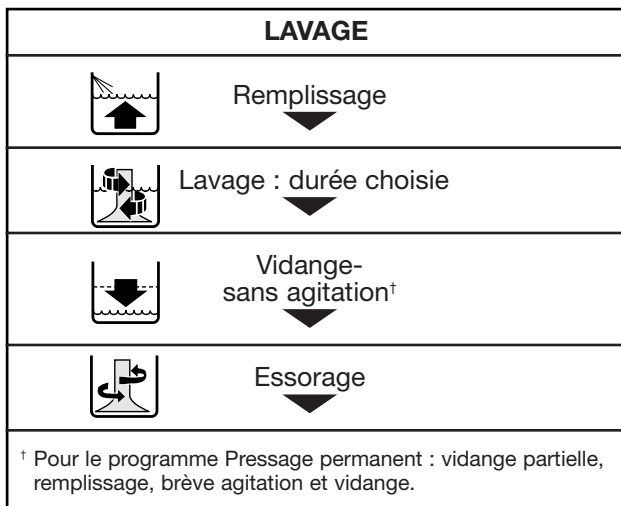 LAVAGE
Remplissage
Lavage : durée choisie
Vidange-
sans agitation†
Essorage
† Pour le programme Pressage permanent : vidange partielle,
remplissage, brève agitation et vidange.